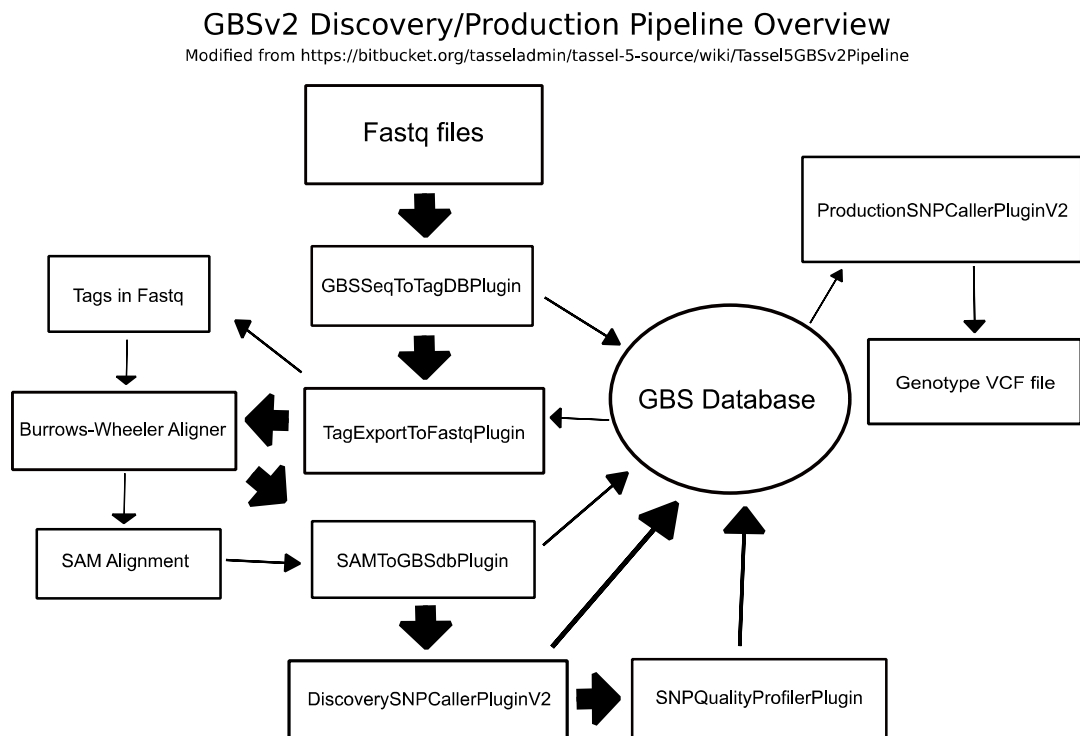 GBSv2 Discovery/Production Pipeline Overview
Modified from https://bitbucket.org/tasseladmin/tassel-5-source/wiki/Tassel5GBSv2Pipeline
Fastq files
ProductionSNPCallerPluginV2
GBSSeqToTagDBPlugin
Tags in Fastq
Genotype VCF file
GBS Database
Burrows-Wheeler Aligner
TagExportToFastqPlugin
SAM Alignment
SAMToGBSdbPlugin
DiscoverySNPCallerPluginV2
SNPQualityProfilerPlugin